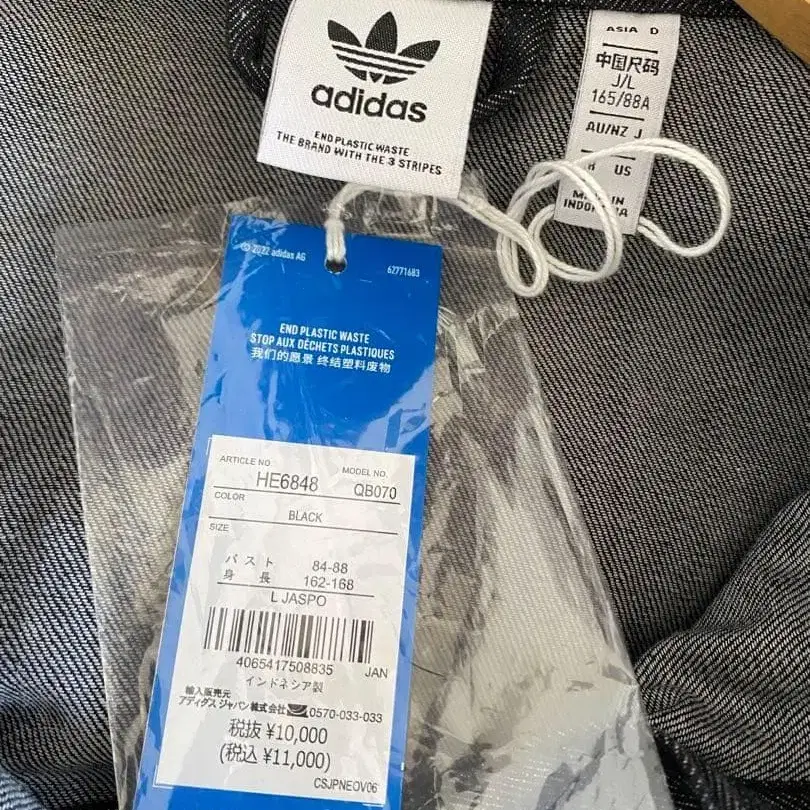 adidas
END PLASTIC WASTE
THE BRAND WITH THE 3 STRIPES
ASIA D
中国尺码
J/L
165/88A
AU/NZ J
US
IN
© 2022 adidas AG
62771683
END PLASTIC WASTE
STOP AUX DÉCHETS PLASTIQUES
我们的愿景 终结塑料废物
ARTICLE NO.
HE6848
MODEL NO.
QB070
COLOR
BLACK
SIZE
バスト 84-88
身長 162-168
L JASPO
4065417508835 JAN
インドネシア製
輸入販売元
アディダス ジャパン株式会社 0570-033-033
税抜 ¥10,000
(税込 ¥11,000)
CSJPNEOV06